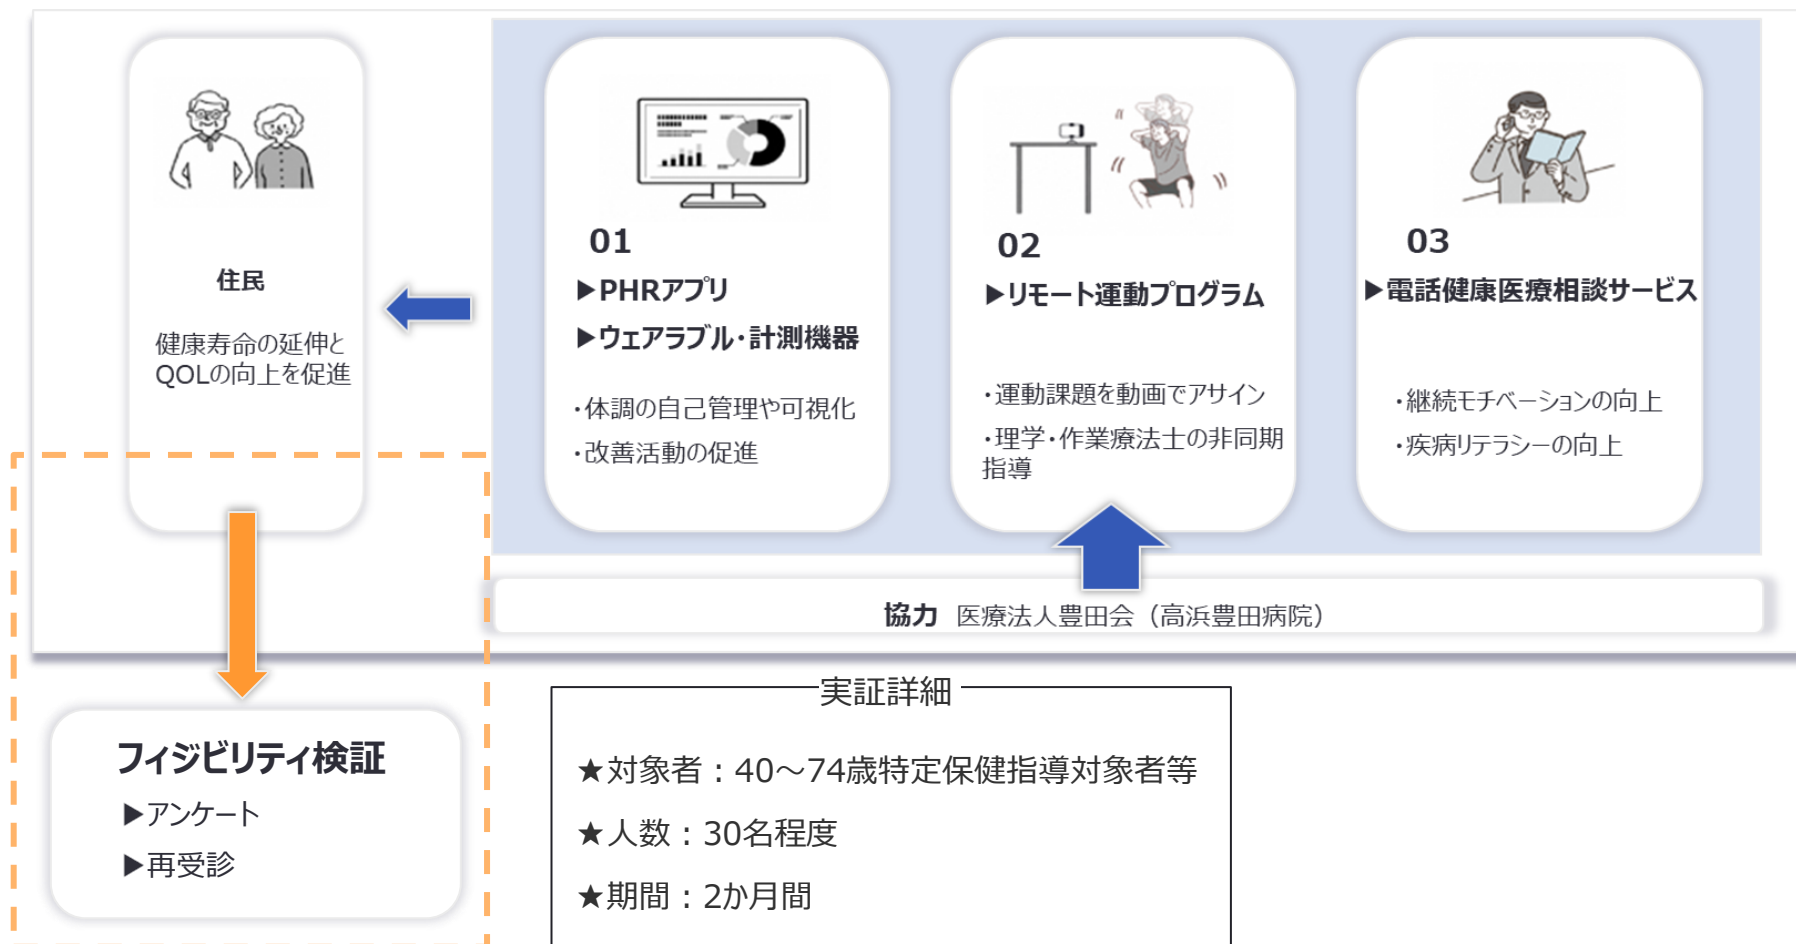 住民
健康寿命の延伸と
QOLの向上を促進
01
▶PHRアプリ
▶ウェアラブル・計測機器
・体調の自己管理や可視化
・改善活動の促進
02
▶リモート運動プログラム
・運動課題を動画でアサイン
・理学・作業療法士の非同期
指導
03
▶電話健康医療相談サービス
・継続モチベーションの向上
・疾病リテラシーの向上
協力 医療法人豊田会（高浜豊田病院）
フィジビリティ検証
▶アンケート
▶再受診
実証詳細
★対象者：40～74歳特定保健指導対象者等
★人数：30名程度
★期間：2か月間